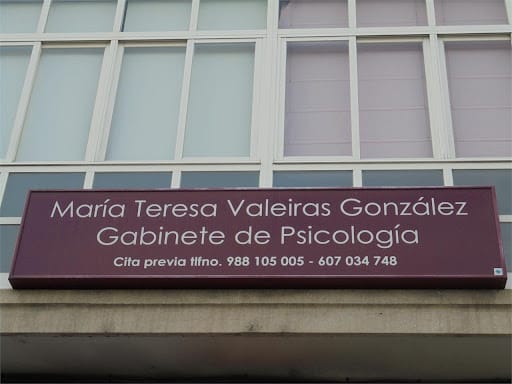 María Teresa Valeiras González
Gabinete de Psicología
Cita previa tlfno. 988 105 005 - 607 034 748